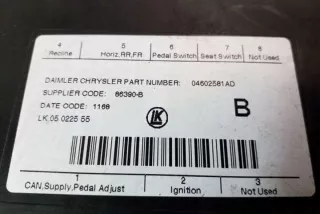 4 5 6 7 8
Recline Horiz,RR,FR Pedal Switch Seat Switch Not Used
DAIMLER CHRYSLER PART NUMBER: 04602561AD
SUPPLIER CODE: 86390-B
DATE CODE: 1168
LK.05 0225 55
LK
B
1 2 3
CAN,Supply,Pedal Adjust Ignition Not Used